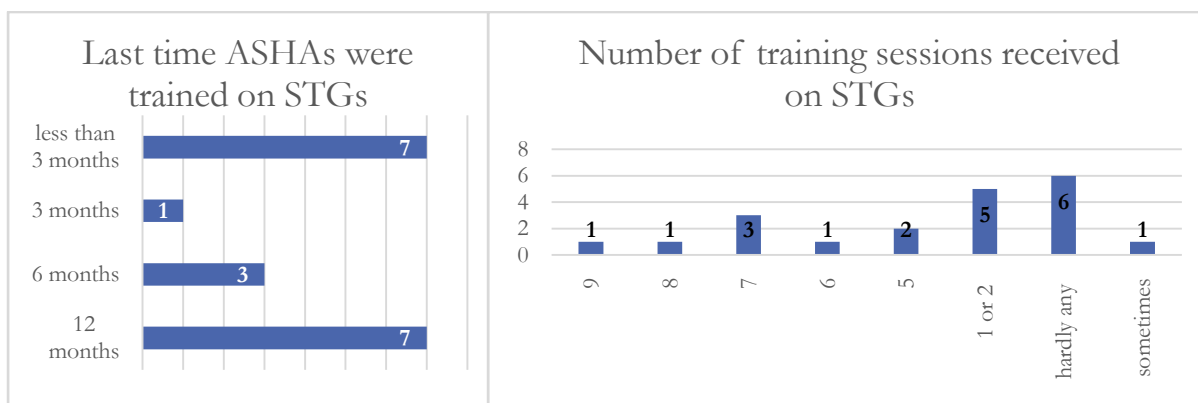 Last time ASHAs were
trained on STGs
less than
3 months
7
3 months
1
6 months
3
12
months
7
Number of training sessions received
on STGs
8
6
4
2
0
1
1
3
1
2
5
6
1
9
8
7
6
5
1 or 2
hardly any
sometimes